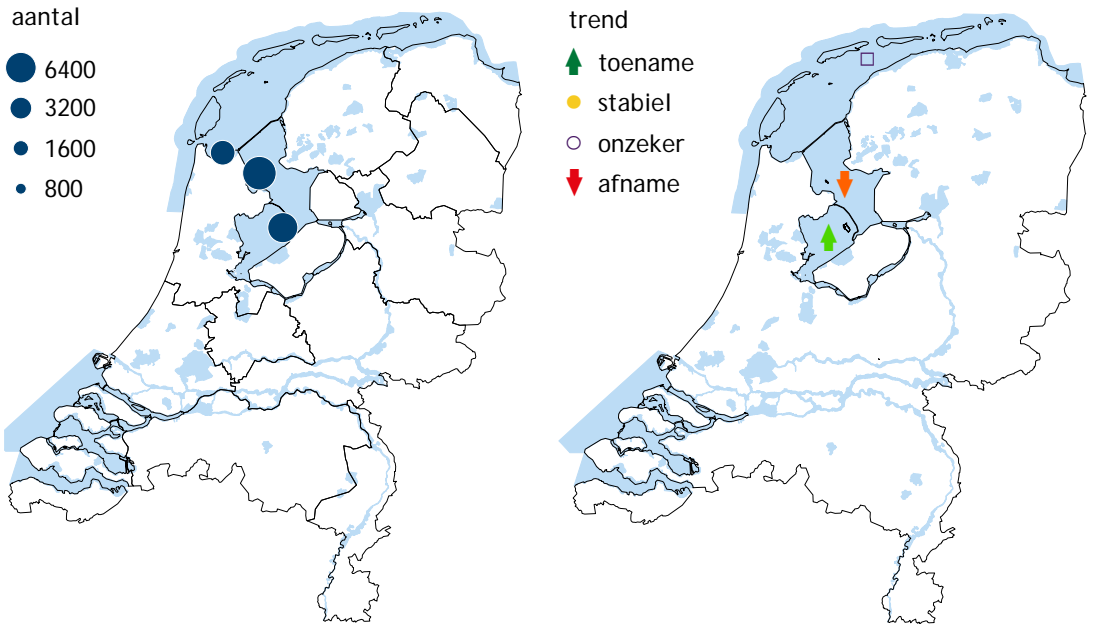 aantal
6400
3200
1600
800
trend
toename
stabiel
onzeker
afname